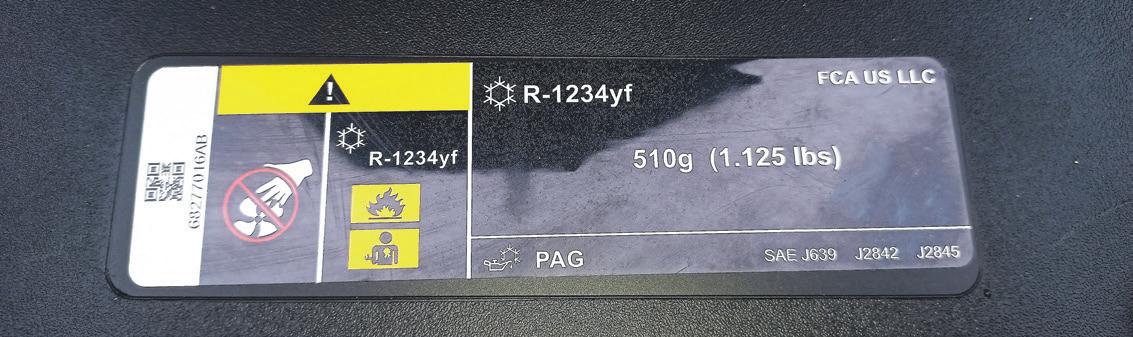 68277016AB
R-1234yf
R-1234yf
FCA US LLC
510g (1.125 lbs)
PAG
SAE J639 J2842 J2845